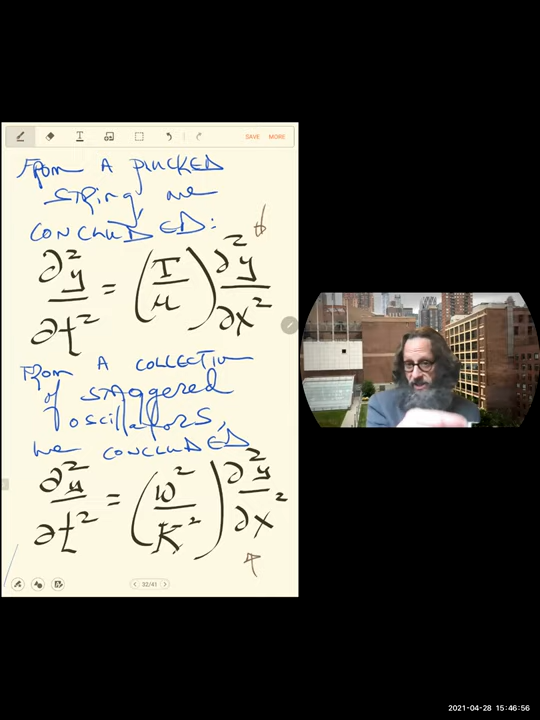 SAVE MORE
From A plucked
string, we
CONCLUDED:
∂²y/∂t² = (T/μ) ∂²y/∂x²
From A collection
of STAggered
oscillators,
we CONCLUDED
∂²y/∂t² = (ω²/K²) ∂²y/∂x²
32/41
2021-04-28 15:46:56